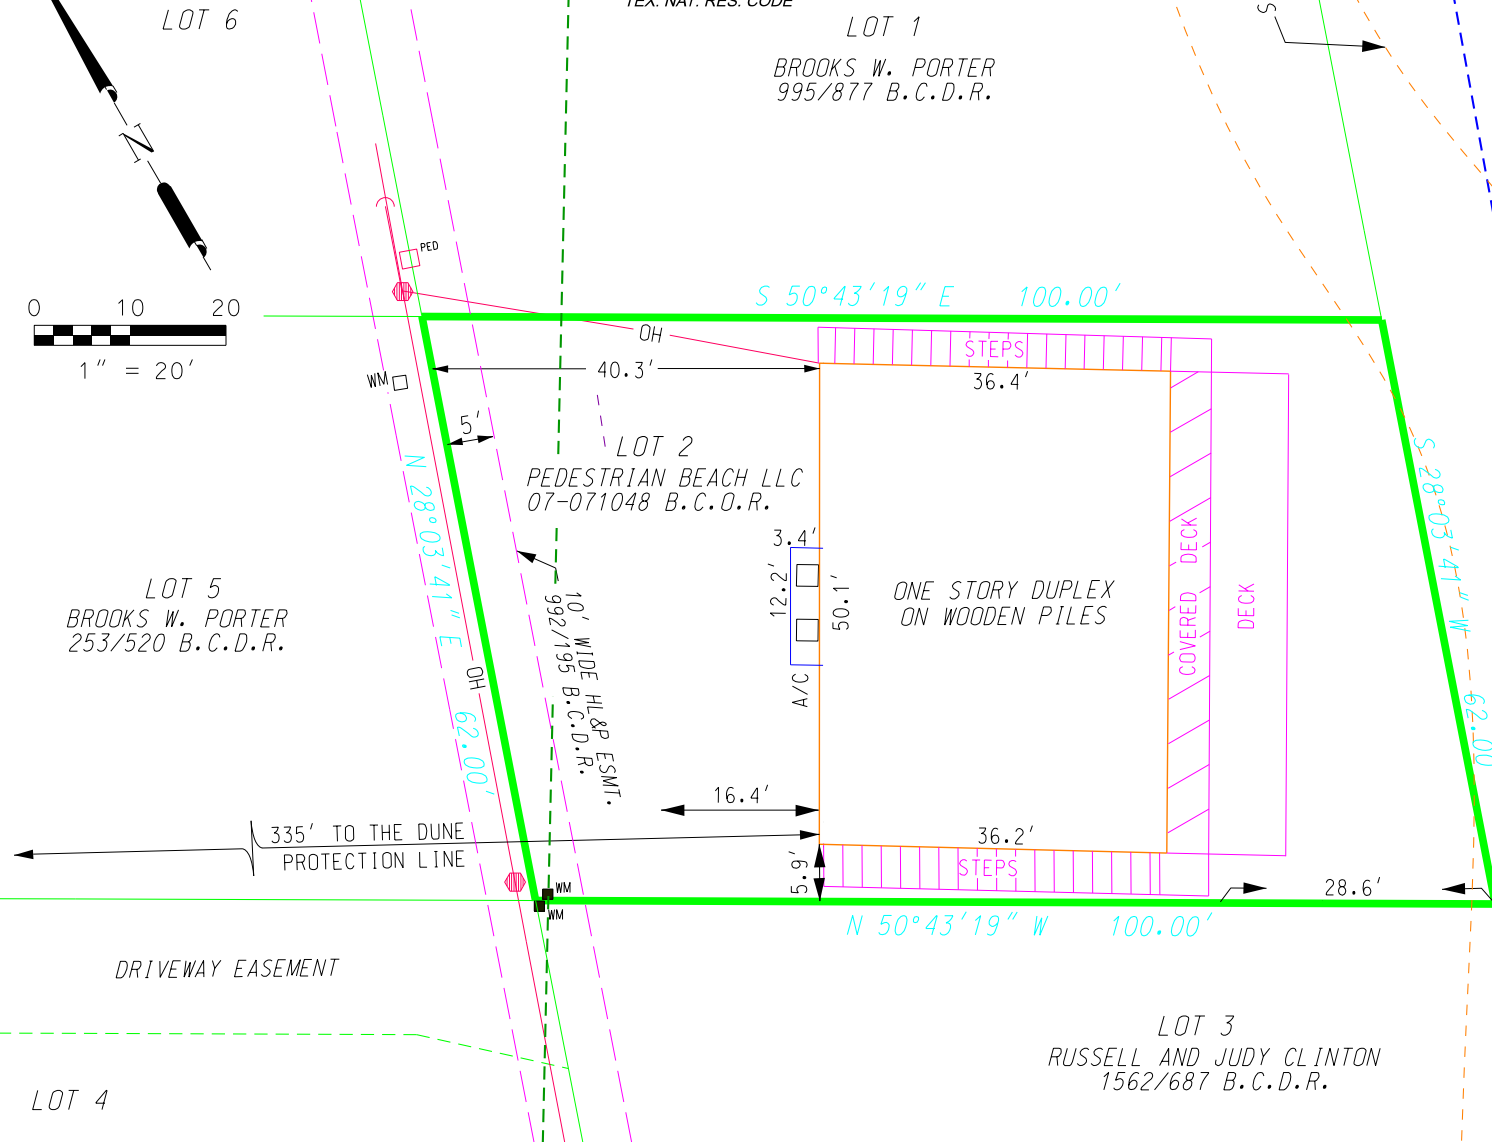 TEX. NAT. RES. CODE
LOT 6
LOT 1
BROOKS W. PORTER
995/877 B.C.D.R.
S
N
PED
0 10 20
1" = 20'
S 50°43'19" E 100.00'
OH
STEPS
WM
40.3'
36.4'
5'
LOT 2
PEDESTRIAN BEACH LLC
07-071048 B.C.O.R.
N 28°03'41" E 62.00'
S 28°03'41" W 62.00
3.4'
12.2'
50.1'
A/C
ONE STORY DUPLEX
ON WOODEN PILES
COVERED DECK
DECK
LOT 5
BROOKS W. PORTER
253/520 B.C.D.R.
10' WIDE HL&P ESMT.
992/195 B.C.D.R.
OH
16.4'
335' TO THE DUNE
PROTECTION LINE
36.2'
STEPS
5.9'
28.6'
WM
WM
N 50°43'19" W 100.00'
DRIVEWAY EASEMENT
LOT 3
RUSSELL AND JUDY CLINTON
1562/687 B.C.D.R.
LOT 4